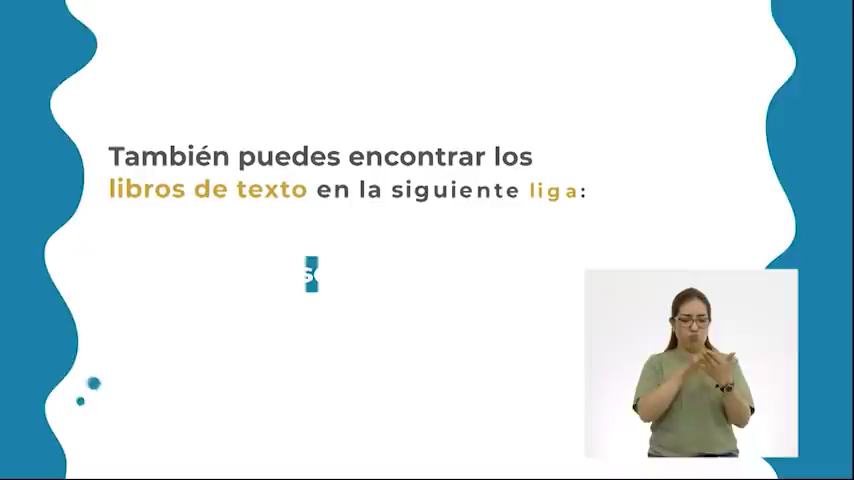 También puedes encontrar los
libros de texto en la siguiente liga: